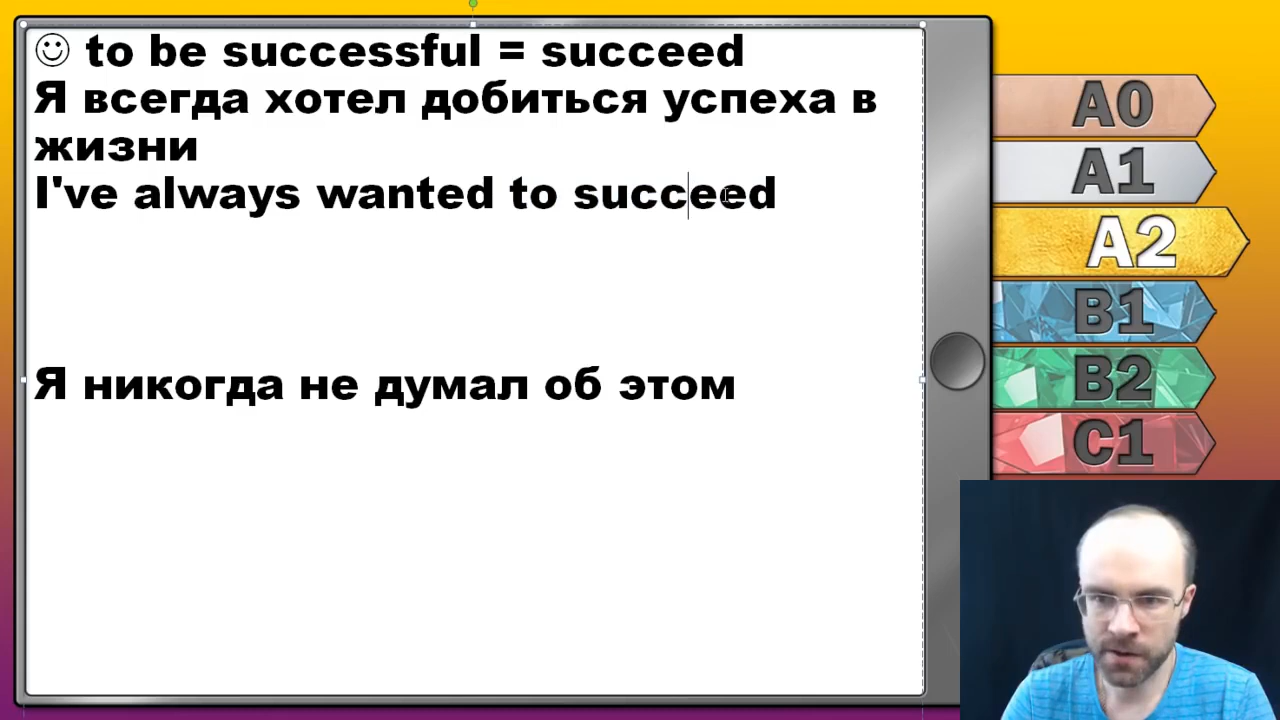 ☺ to be successful = succeed
Я всегда хотел добиться успеха в
жизни
I've always wanted to succeed
Я никогда не думал об этом
A0
A1
A2
B1
B2
C1